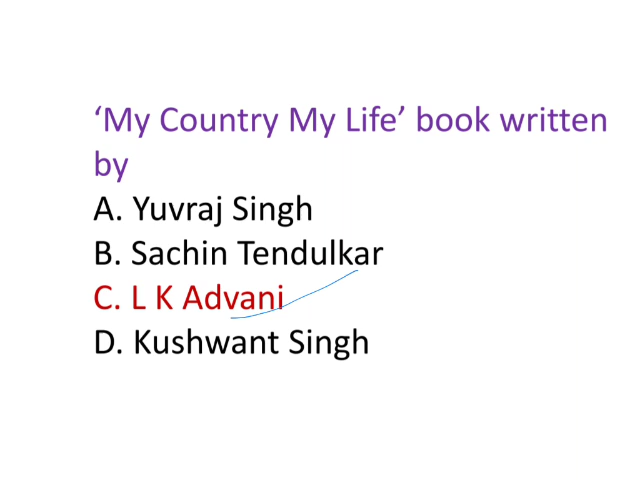 ‘My Country My Life’ book written
by
A. Yuvraj Singh
B. Sachin Tendulkar
C. L K Advani
D. Kushwant Singh